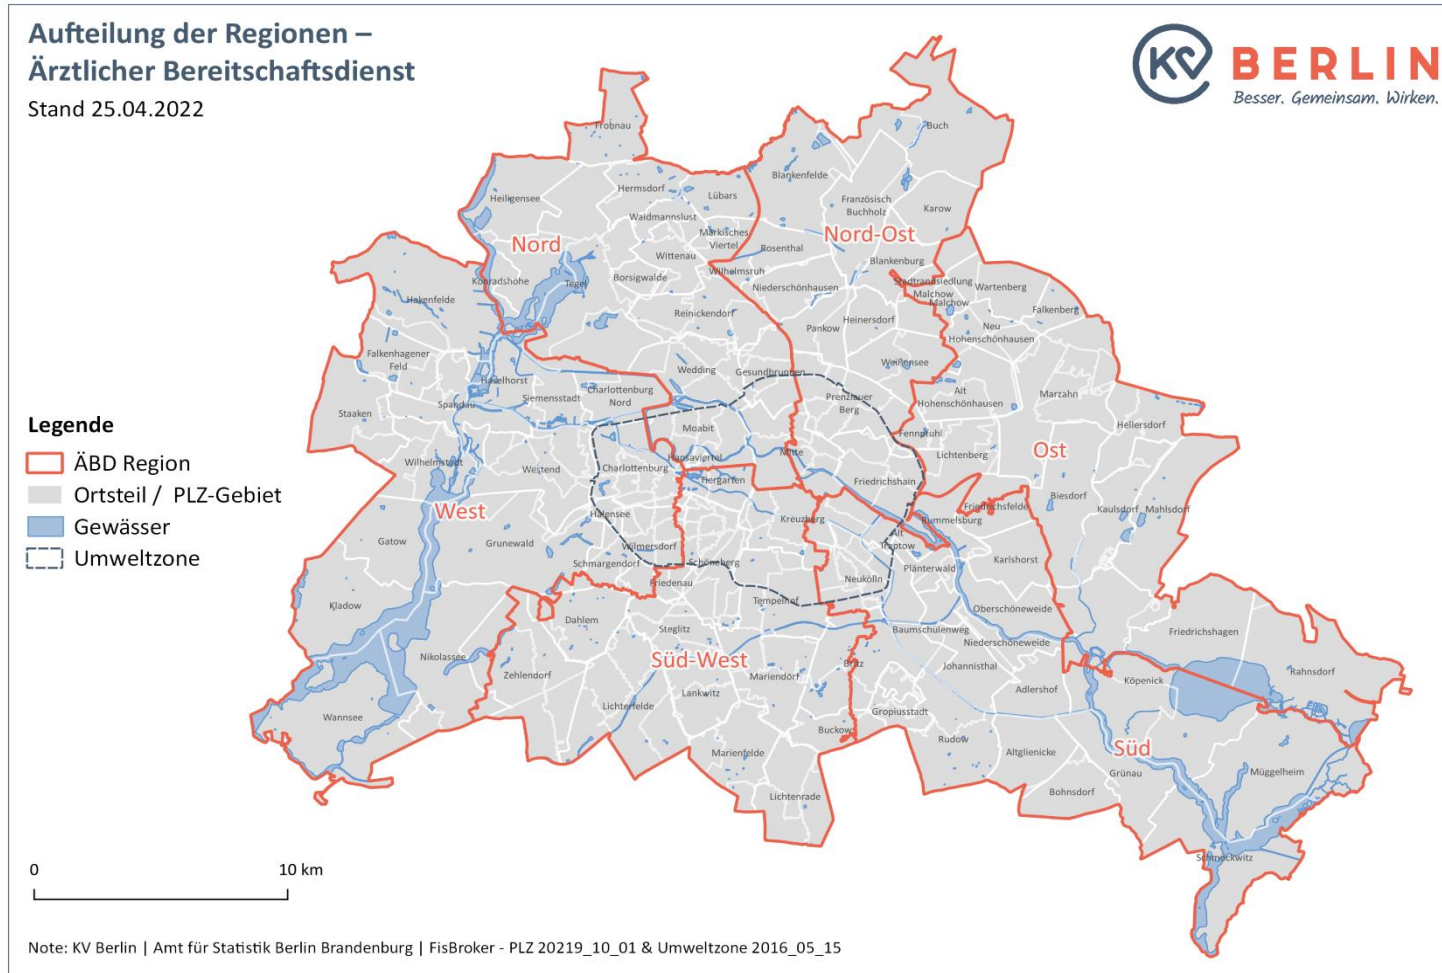 Aufteilung der Regionen –
Ärztlicher Bereitschaftsdienst
Stand 25.04.2022
KV BERLIN
Besser. Gemeinsam. Wirken.
Frohnau
Buch
Hermsdorf
Blankenfelde
Heiligensee
Lübars
Französisch
Buchholz
Karow
Waidmannslust
Märkisches
Viertel
Nord
Nord-Ost
Rosenthal
Wittenau
Blankenburg
Wilhelmsruh
Borsigwalde
Konradshöhe
Tegel
Niederschönhausen
Stadtrandsiedlung
Malchow
Wartenberg
Malchow
Hakenfelde
Falkenberg
Reinickendorf
Heinersdorf
Pankow
Neu
Hohenschönhausen
Falkenhagener
Feld
Weißensee
Wedding
Gesundbrunnen
Haselhorst
Charlottenburg
Nord
Siemensstadt
Prenzlauer
Berg
Alt
Hohenschönhausen
Marzahn
Spandau
Staaken
Legende
Moabit
Fennpfuhl
Hellersdorf
ÄBD Region
Hansaviertel
Mitte
Lichtenberg
Ost
Wilhelmstadt
Westend
Charlottenburg
Tiergarten
Friedrichshain
Ortsteil / PLZ-Gebiet
Biesdorf
Kaulsdorf
Mahlsdorf
Friedrichsfelde
West
Halensee
Kreuzberg
Rummelsburg
Gewässer
Alt
Treptow
Gatow
Grunewald
Wilmersdorf
Umweltzone
Schmargendorf
Schöneberg
Karlshorst
Plänterwald
Friedenau
Neukölln
Tempelhof
Kladow
Oberschöneweide
Dahlem
Steglitz
Baumschulenweg
Friedrichshagen
Niederschöneweide
Nikolassee
Süd-West
Britz
Johannisthal
Zehlendorf
Mariendorf
Rahnsdorf
Köpenick
Lankwitz
Adlershof
Lichterfelde
Gropiusstadt
Wannsee
Buckow
Rudow
Marienfelde
Altglienicke
Süd
Grünau
Müggelheim
Bohnsdorf
Lichtenrade
Schmöckwitz
0 10 km
Note: KV Berlin | Amt für Statistik Berlin Brandenburg | FisBroker - PLZ 20219_10_01 & Umweltzone 2016_05_15